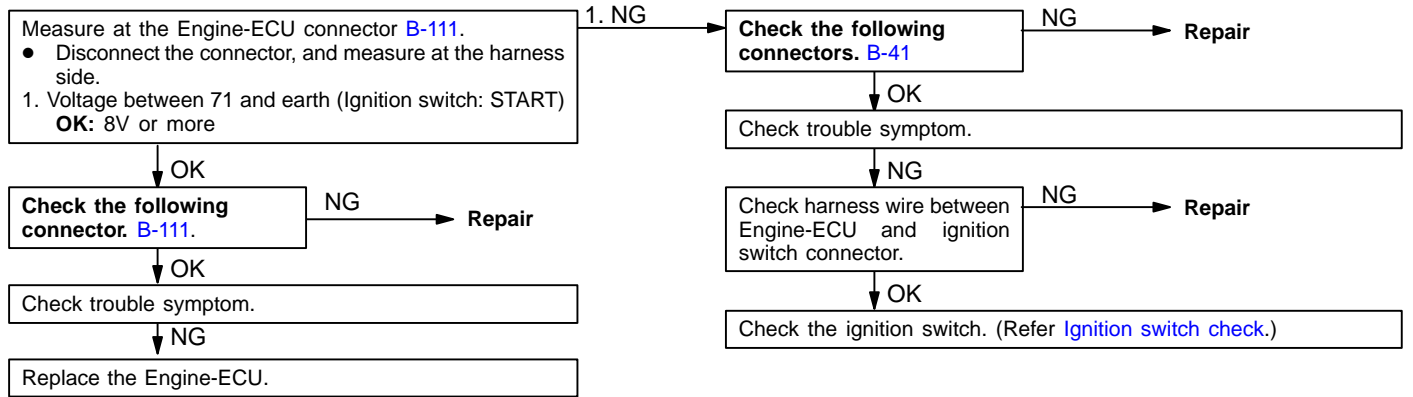 Measure at the Engine-ECU connector B-111.
● Disconnect the connector, and measure at the harness
side.
1. Voltage between 71 and earth (Ignition switch: START)
OK: 8V or more
1. NG
OK
Check the following
connector. B-111.
NG
Repair
OK
Check trouble symptom.
NG
Replace the Engine-ECU.
Check the following
connectors. B-41
NG
Repair
OK
Check trouble symptom.
NG
Check harness wire between
Engine-ECU and ignition
switch connector.
NG
Repair
OK
Check the ignition switch. (Refer Ignition switch check.)